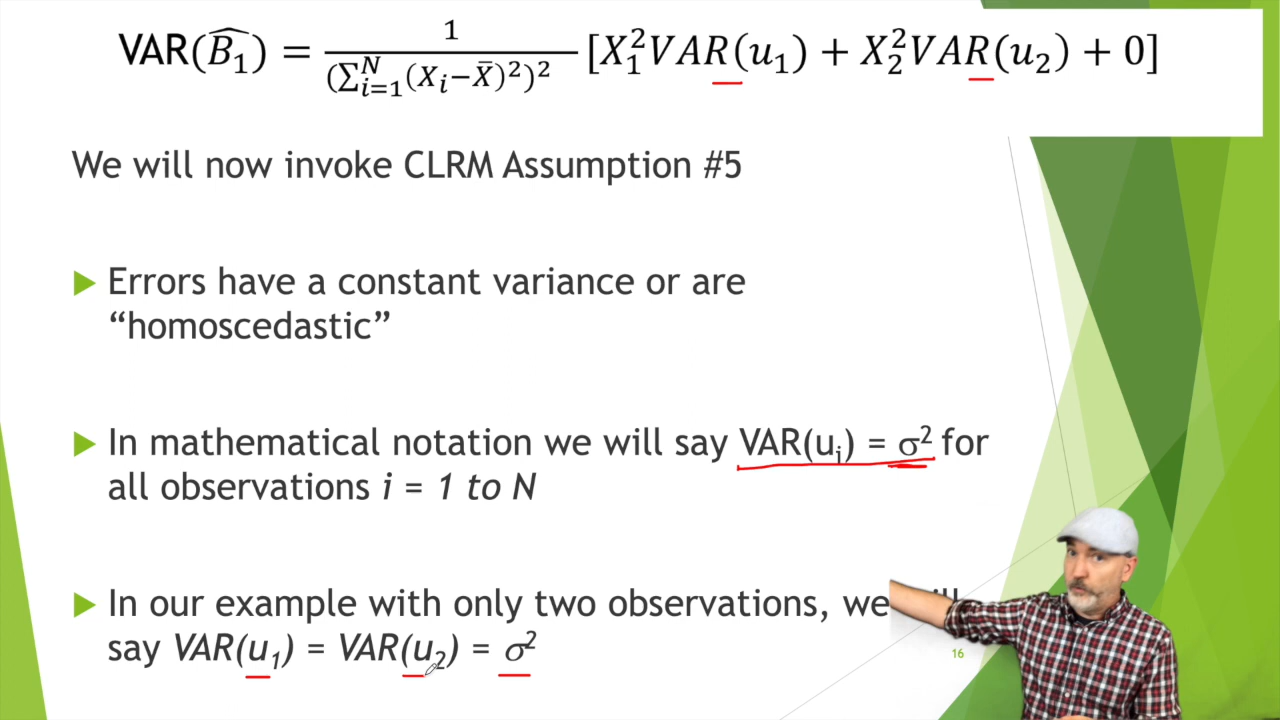 VAR(B̂₁) = 1 / (∑ᵢ₌₁ᴺ (Xᵢ−X̄)²)² [X₁²VAR(u₁) + X₂²VAR(u₂) + 0]
We will now invoke CLRM Assumption #5
Errors have a constant variance or are
“homoscedastic”
In mathematical notation we will say VAR(uᵢ) = σ² for
all observations i = 1 to N
In our example with only two observations, we
say VAR(u₁) = VAR(u₂) = σ²
16